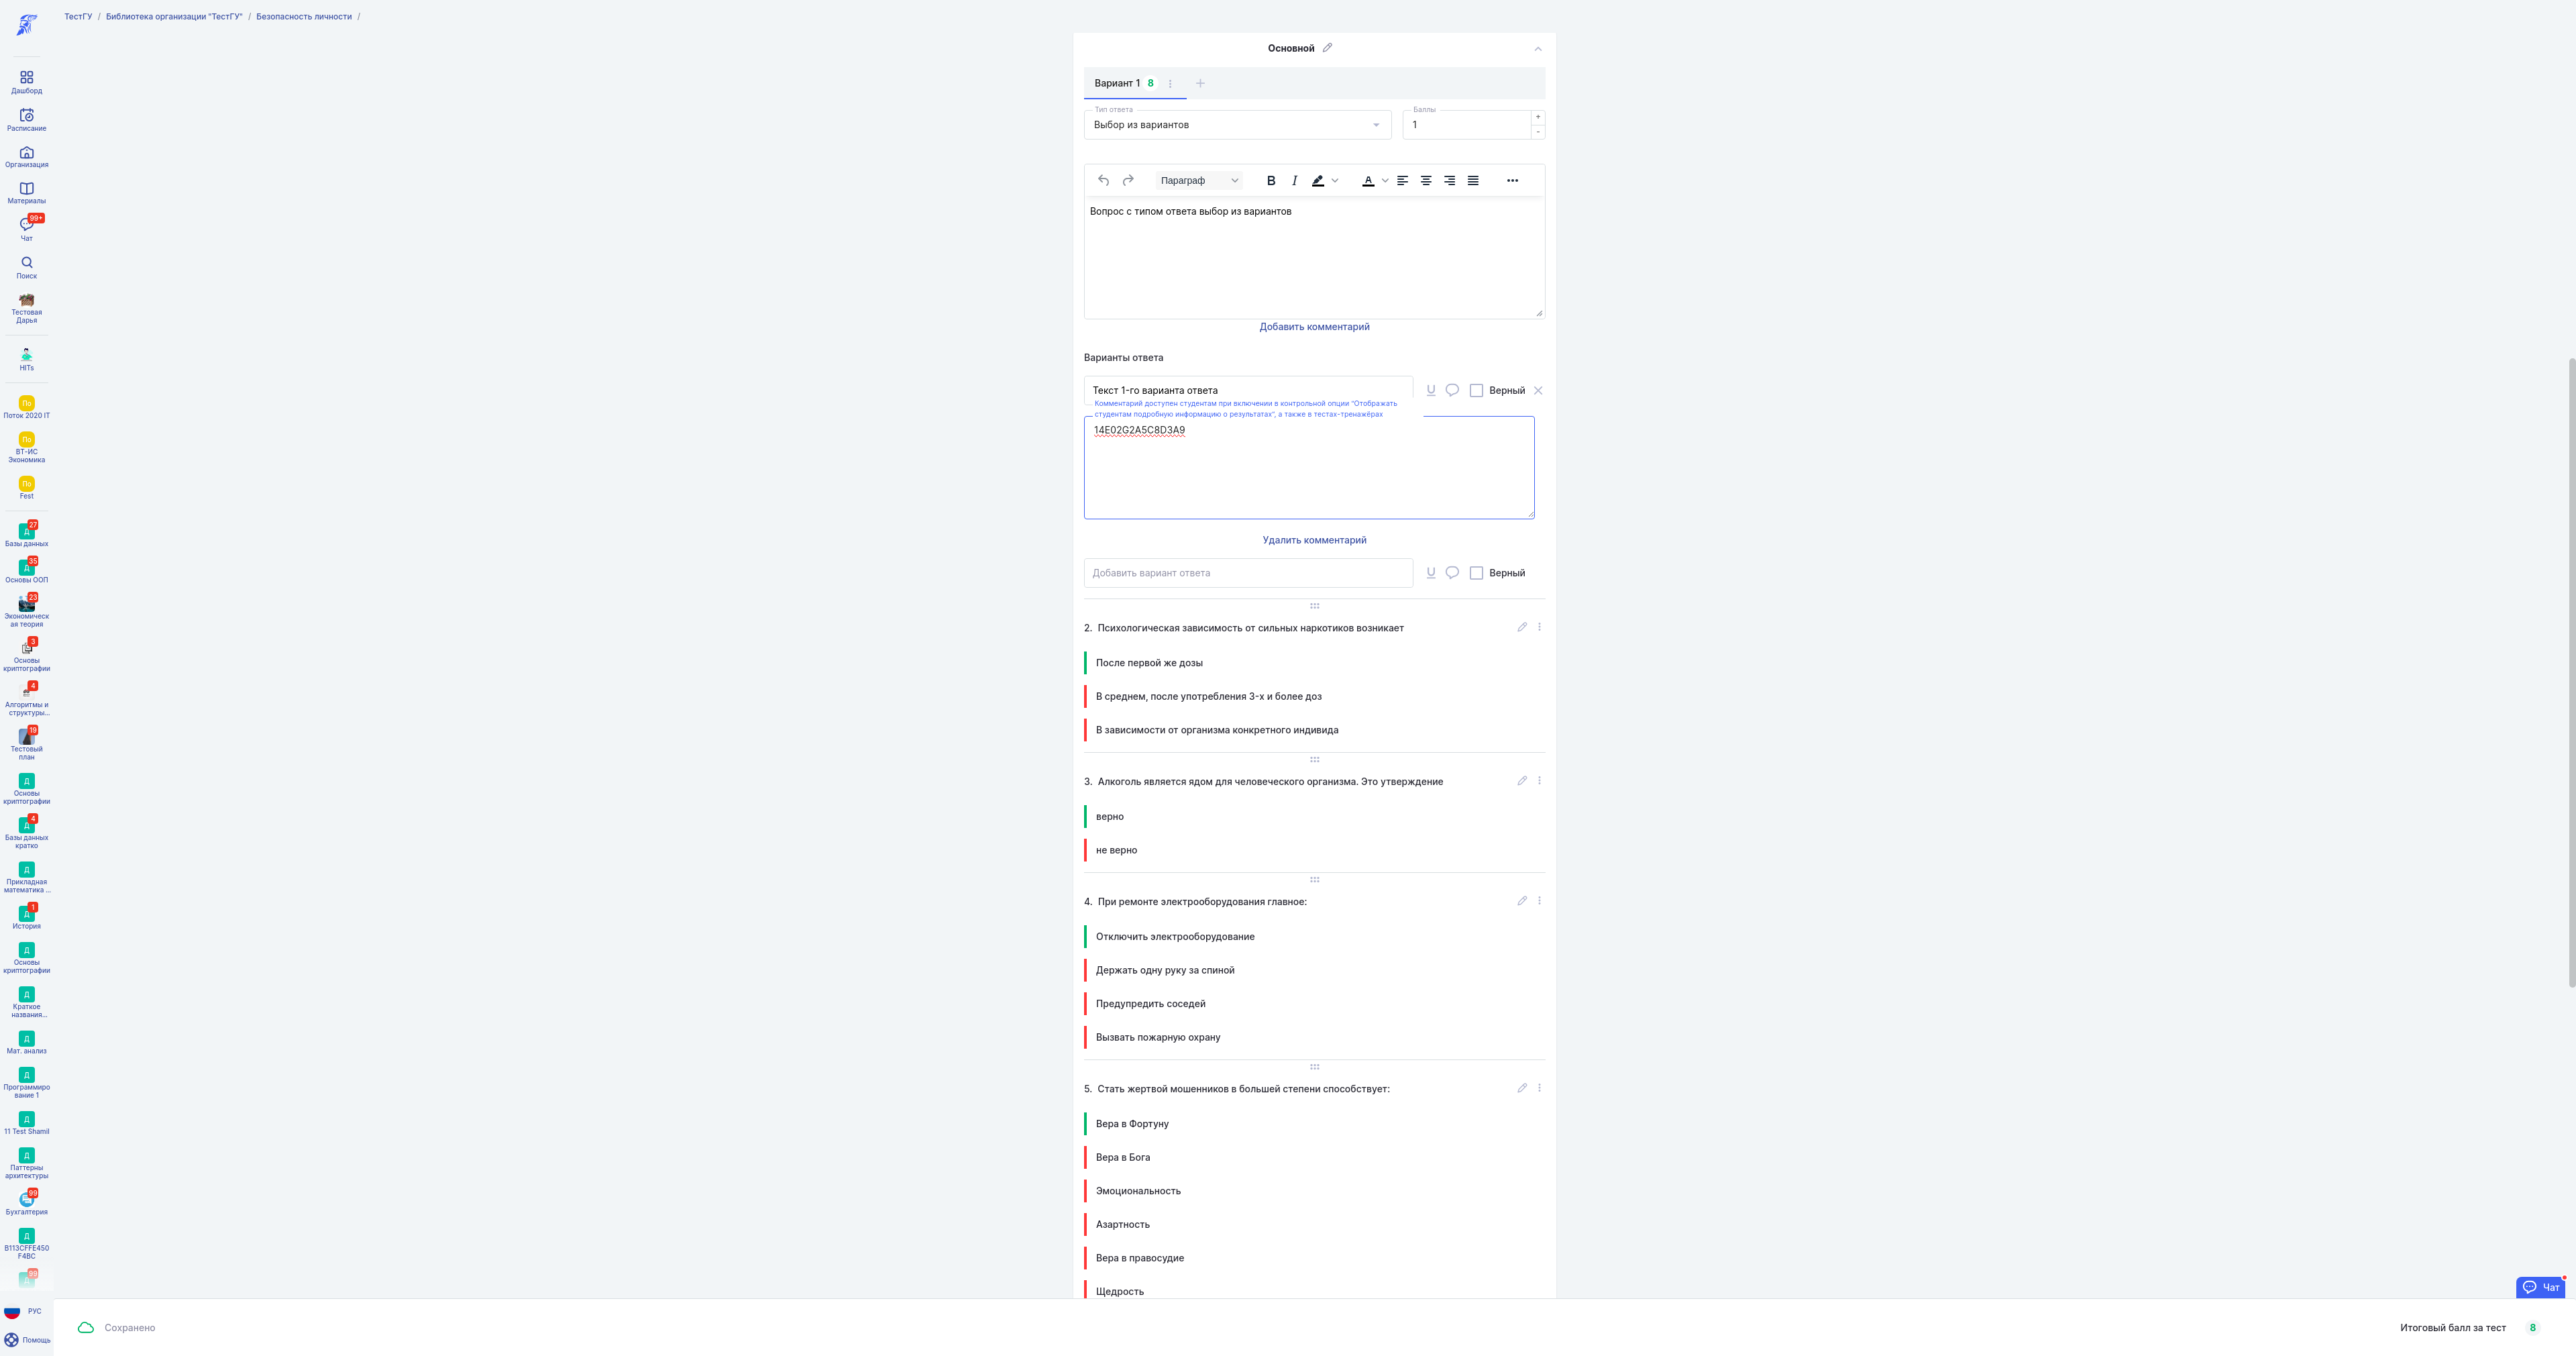 ТестГУ / Библиотека организации "ТестГУ" / Безопасность личности /
Дашборд
Расписание
Организация
Материалы
99+
Чат
Поиск
Тестовая
Дарья
HITs
По
Поток 2020 IT
По
ВТ-ИС
Экономика
По
Fest
27
Д
Базы данных
35
Д
Основы ООП
23
Экономическ
ая теория
3
Основы
криптографии
4
Алгоритмы и
структуры...
19
Тестовый
план
Д
Основы
криптографии
4
Д
Базы данных
кратко
Д
Прикладная
математика ...
1
Д
История
Д
Основы
криптографии
Д
Краткое
названия...
Д
Мат. анализ
Д
Программиро
вание 1
Д
11 Test Shamil
Д
Паттерны
архитектуры
99
Бухгалтерия
Д
B113CFFE450
F4BC
99
Д
РУС
Помощь
Основной
Вариант 1 8
Тип ответа
Выбор из вариантов
Баллы
1
+
-
Параграф
B I A
Вопрос с типом ответа выбор из вариантов
Добавить комментарий
Варианты ответа
Текст 1-го варианта ответа
Верный
Комментарий доступен студентам при включении в контрольной опции "Отображать
студентам подробную информацию о результатах", а также в тестах-тренажёрах
14E02G2A5C8D3A9
Удалить комментарий
Добавить вариант ответа
Верный
2. Психологическая зависимость от сильных наркотиков возникает
После первой же дозы
В среднем, после употребления 3-х и более доз
В зависимости от организма конкретного индивида
3. Алкоголь является ядом для человеческого организма. Это утверждение
верно
не верно
4. При ремонте электрооборудования главное:
Отключить электрооборудование
Держать одну руку за спиной
Предупредить соседей
Вызвать пожарную охрану
5. Стать жертвой мошенников в большей степени способствует:
Вера в Фортуну
Вера в Бога
Эмоциональность
Азартность
Вера в правосудие
Щедрость
Чат
Сохранено
Итоговый балл за тест 8